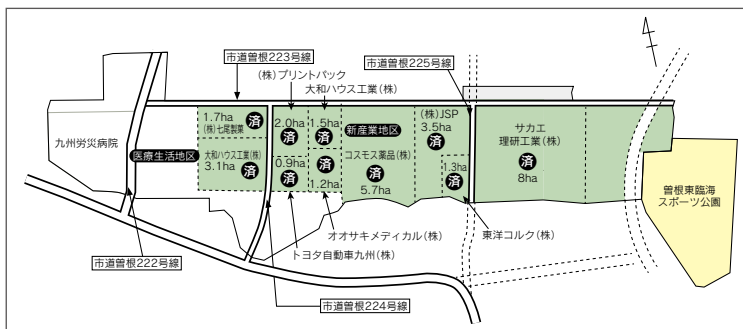 市道曽根223号線
市道曽根225号線
(株)プリントパック
大和ハウス工業(株)
九州労災病院
医療生活地区
1.7ha
(株)七尾製菓
済
大和ハウス工業(株)
3.1ha
済
2.0ha
済
0.9ha
済
1.5ha
済
済
1.2ha
新産業地区
コスモス薬品(株)
済
5.7ha
(株)JSP
3.5ha
済
1.3ha
済
サカエ
理研工業(株)
済
8ha
曽根東臨海
スポーツ公園
オオサキメディカル(株)
東洋コルク(株)
トヨタ自動車九州(株)
市道曽根222号線
市道曽根224号線